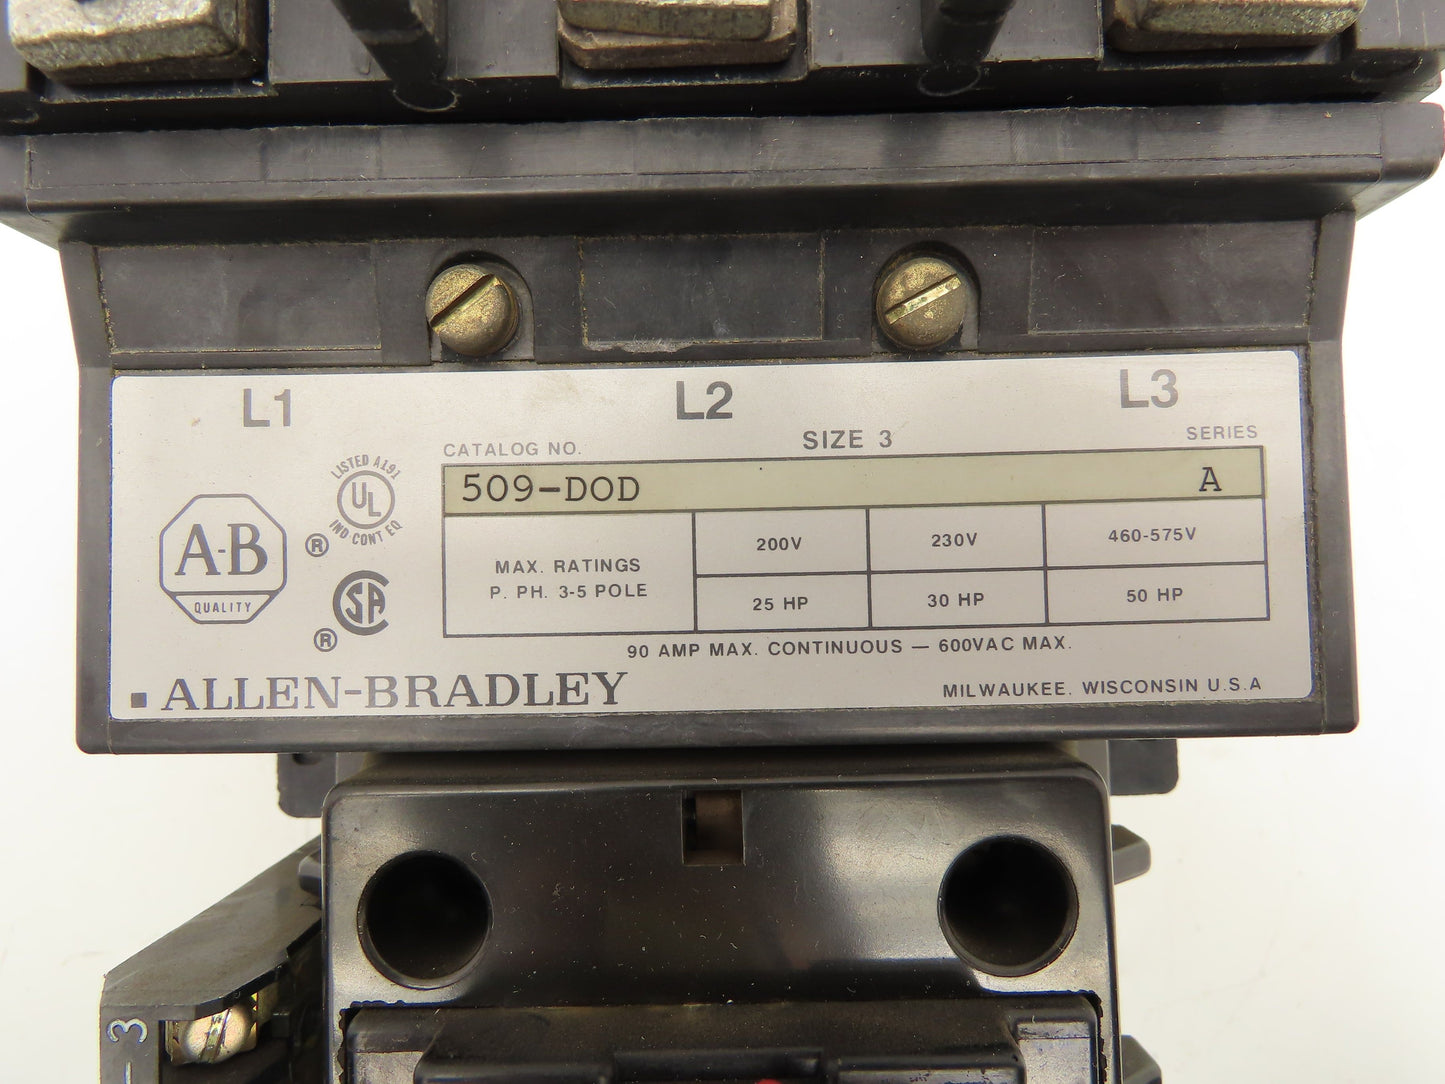 L1 L2 L3
CATALOG NO. SIZE 3 SERIES
509-DOD A
LISTED A191
UL
IND CONT EQ
®
A-B
QUALITY
SA
®
MAX. RATINGS
P. PH. 3-5 POLE
200V 230V 460-575V
25 HP 30 HP 50 HP
90 AMP MAX. CONTINUOUS — 600VAC MAX.
ALLEN-BRADLEY
MILWAUKEE. WISCONSIN U.S.A
3